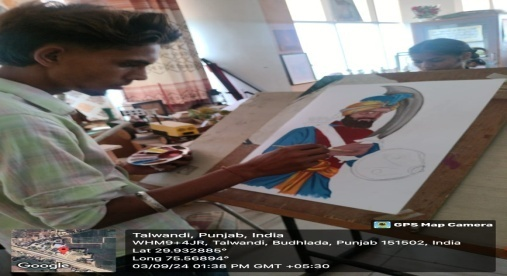 GPS Map Camera
Talwandi, Punjab, India
WHM9+4JR, Talwandi, Budhlada, Punjab 151502, India
Lat 29.932885°
Long 75.56894°
03/09/24 01:38 PM GMT +05:30
Google